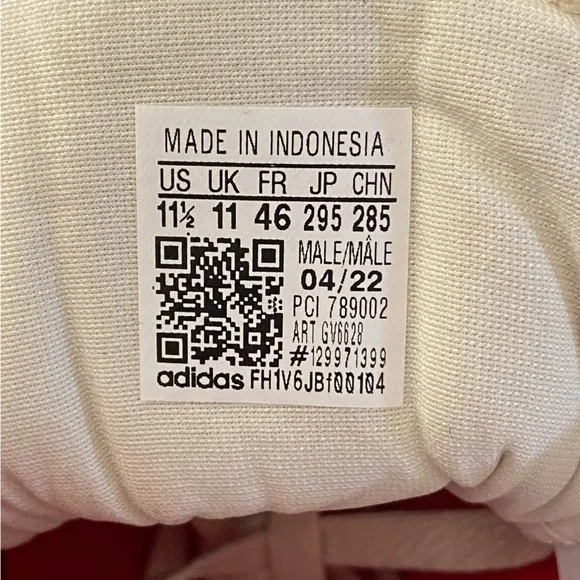 MADE IN INDONESIA
US UK FR JP CHN
11½ 11 46 295 285
MALE/MÂLE
04/22
PCI 789002
ART GV6628
#129971399
adidas FH1V6JBf00104